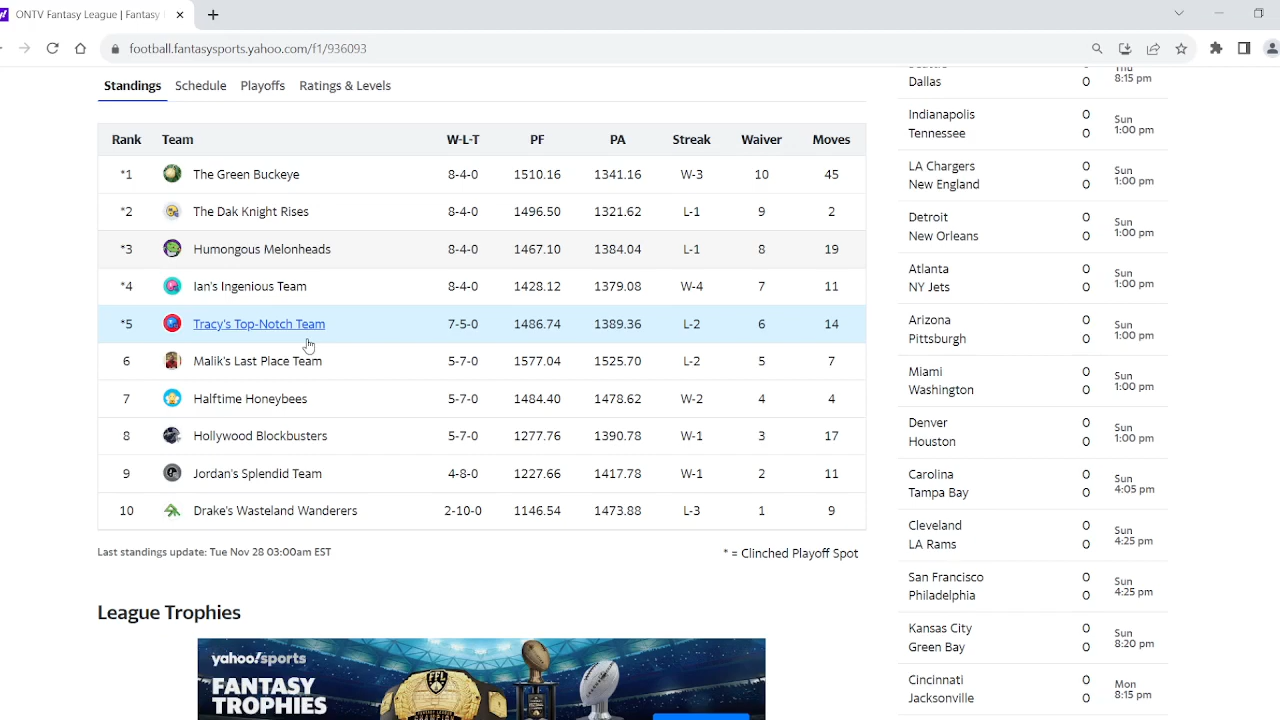 ONTV Fantasy League | Fantasy
football.fantasysports.yahoo.com/f1/936093
Standings Schedule Playoffs Ratings & Levels
Rank Team W-L-T PF PA Streak Waiver Moves
*1 The Green Buckeye 8-4-0 1510.16 1341.16 W-3 10 45
*2 The Dak Knight Rises 8-4-0 1496.50 1321.62 L-1 9 2
*3 Humongous Melonheads 8-4-0 1467.10 1384.04 L-1 8 19
*4 Ian's Ingenious Team 8-4-0 1428.12 1379.08 W-4 7 11
*5 Tracy's Top-Notch Team 7-5-0 1486.74 1389.36 L-2 6 14
6 Malik's Last Place Team 5-7-0 1577.04 1525.70 L-2 5 7
7 Halftime Honeybees 5-7-0 1484.40 1478.62 W-2 4 4
8 Hollywood Blockbusters 5-7-0 1277.76 1390.78 W-1 3 17
9 Jordan's Splendid Team 4-8-0 1227.66 1417.78 W-1 2 11
10 Drake's Wasteland Wanderers 2-10-0 1146.54 1473.88 L-3 1 9
Last standings update: Tue Nov 28 03:00am EST
* = Clinched Playoff Spot
League Trophies
yahoo!sports
FANTASY
TROPHIES
FFL
CHAMPION
Thu
Dallas 0 8:15 pm
Indianapolis 0 Sun
Tennessee 0 1:00 pm
LA Chargers 0 Sun
New England 0 1:00 pm
Detroit 0 Sun
New Orleans 0 1:00 pm
Atlanta 0 Sun
NY Jets 0 1:00 pm
Arizona 0 Sun
Pittsburgh 0 1:00 pm
Miami 0 Sun
Washington 0 1:00 pm
Denver 0 Sun
Houston 0 1:00 pm
Carolina 0 Sun
Tampa Bay 0 4:05 pm
Cleveland 0 Sun
LA Rams 0 4:25 pm
San Francisco 0 Sun
Philadelphia 0 4:25 pm
Kansas City 0 Sun
Green Bay 0 8:20 pm
Cincinnati 0 Mon
Jacksonville 0 8:15 pm